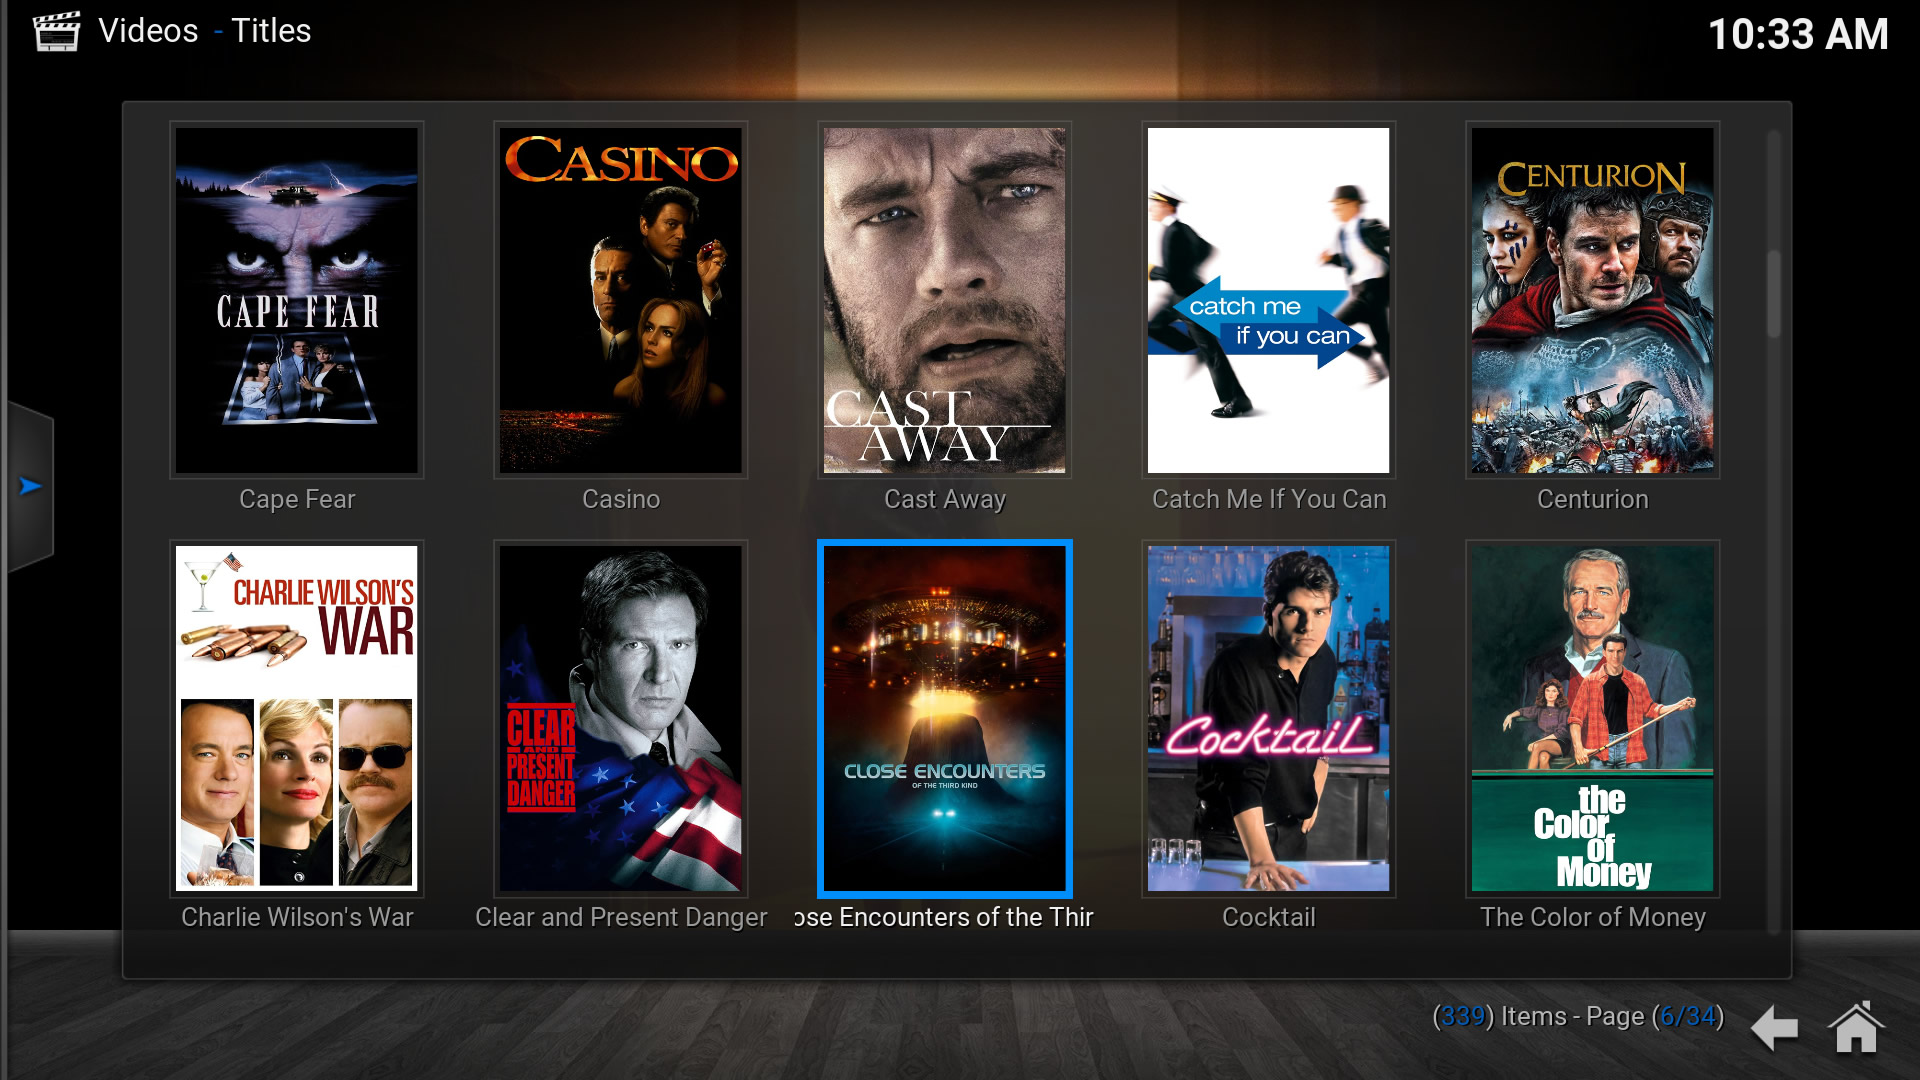 Videos - Titles
10:33 AM
CAPE FEAR
CASINO
CAST
AWAY
catch me
if you can
CENTURION
Cape Fear
Casino
Cast Away
Catch Me If You Can
Centurion
CHARLIE WILSON'S
WAR
CLEAR
AND
PRESENT
DANGER
CLOSE ENCOUNTERS
OF THE THIRD KIND
Cocktail
the
Color
of
Money
Charlie Wilson's War
Clear and Present Danger
ose Encounters of the Thir
Cocktail
The Color of Money
(339) Items - Page (6/34)